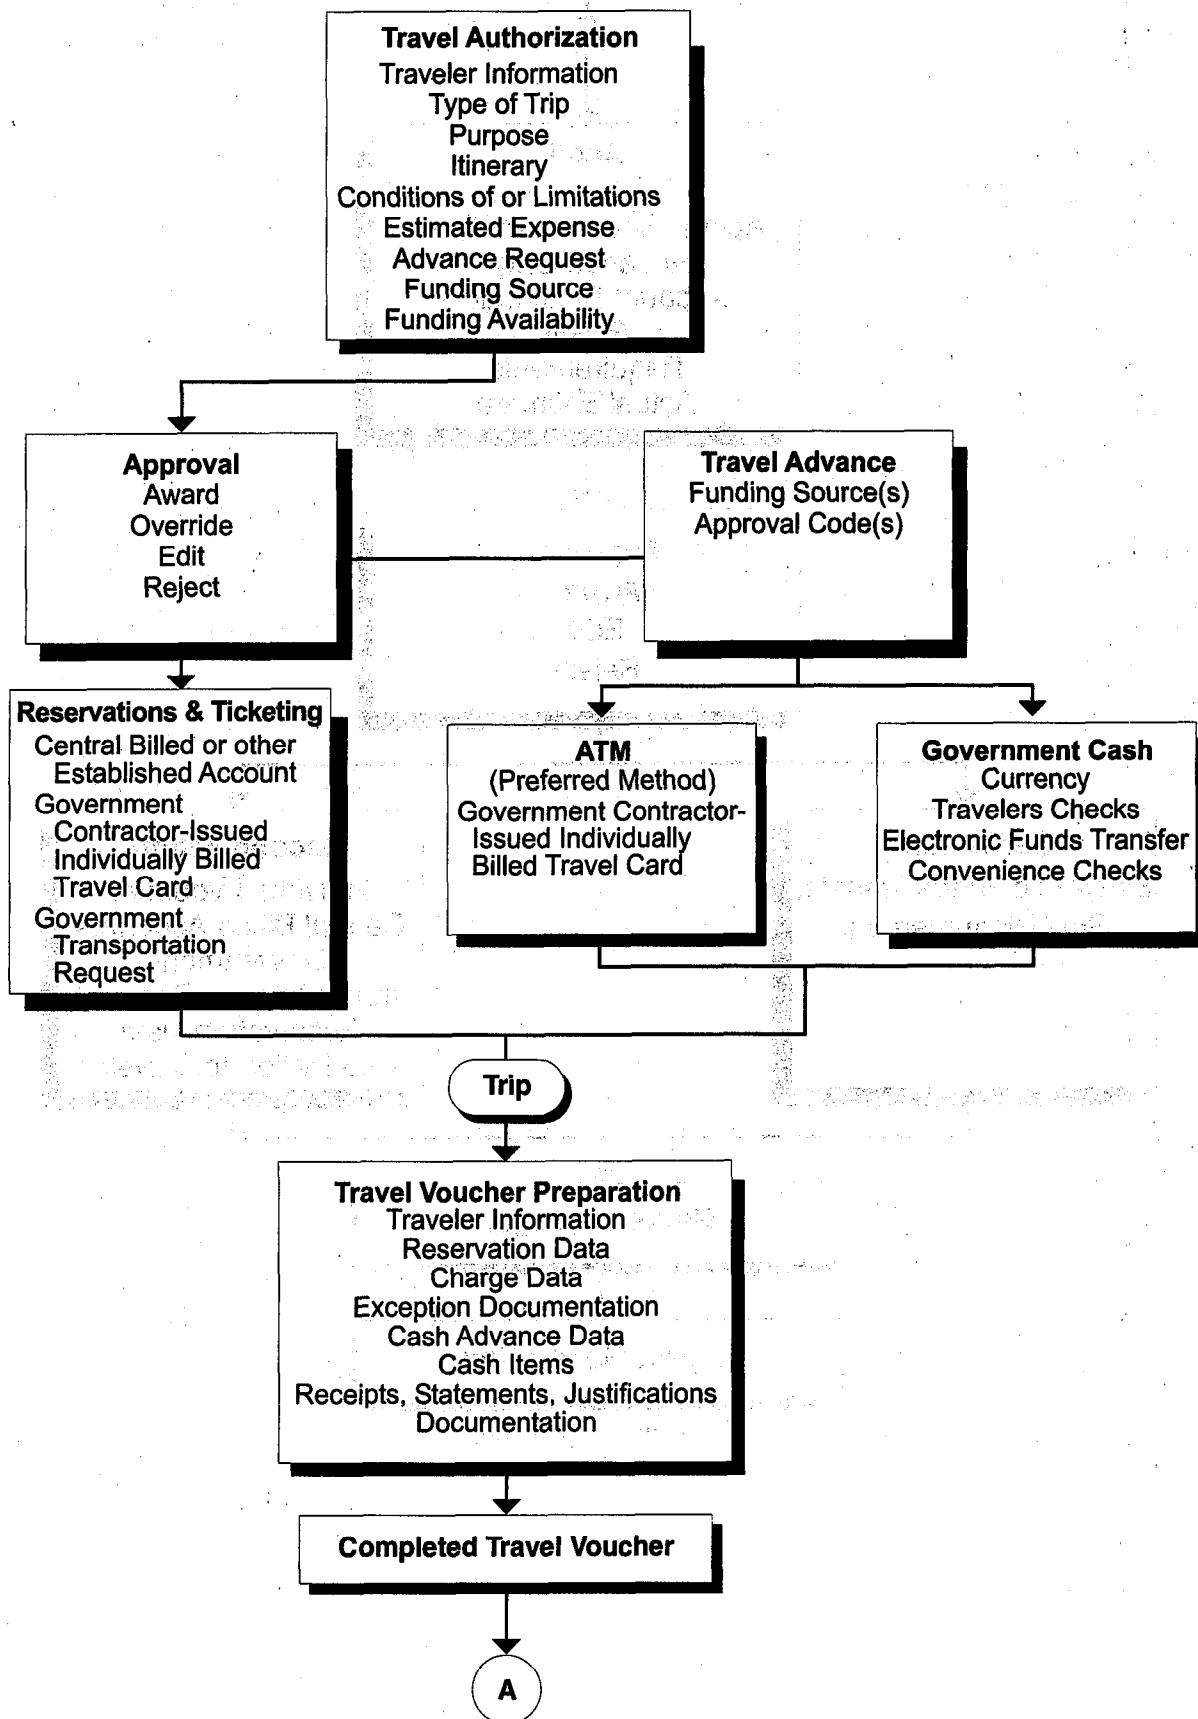 Travel Authorization
Traveler Information
Type of Trip
Purpose
Itinerary
Conditions of or Limitations
Estimated Expense
Advance Request
Funding Source
Funding Availability
Approval
Award
Override
Edit
Reject
Travel Advance
Funding Source(s)
Approval Code(s)
Reservations & Ticketing
Central Billed or other
Established Account
Government
Contractor-Issued
Individually Billed
Travel Card
Government
Transportation
Request
ATM
(Preferred Method)
Government Contractor-
Issued Individually
Billed Travel Card
Government Cash
Currency
Travelers Checks
Electronic Funds Transfer
Convenience Checks
Trip
Travel Voucher Preparation
Traveler Information
Reservation Data
Charge Data
Exception Documentation
Cash Advance Data
Cash Items
Receipts, Statements, Justifications
Documentation
Completed Travel Voucher
A